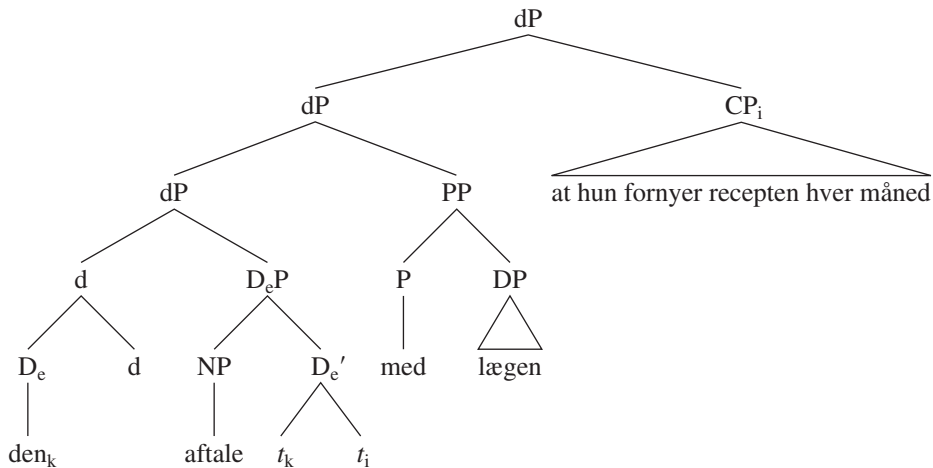 dP
dP CPᵢ
dP PP at hun fornyer recepten hver måned
d DₑP P DP
Dₑ d NP Dₑ′ med lægen
denₖ aftale tₖ tᵢ